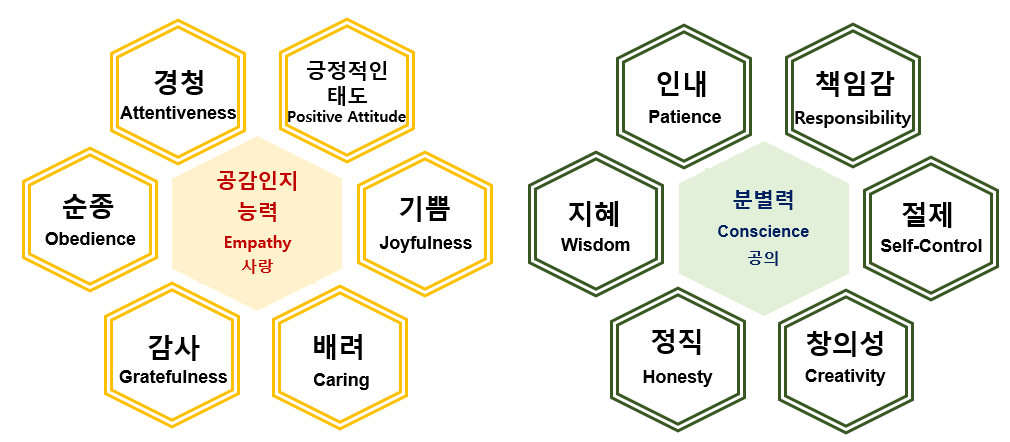 경청
Attentiveness
긍정적인
태도
Positive Attitude
순종
Obedience
공감인지
능력
Empathy
사랑
기쁨
Joyfulness
감사
Gratefulness
배려
Caring
인내
Patience
책임감
Responsibility
지혜
Wisdom
분별력
Conscience
공의
절제
Self-Control
정직
Honesty
창의성
Creativity